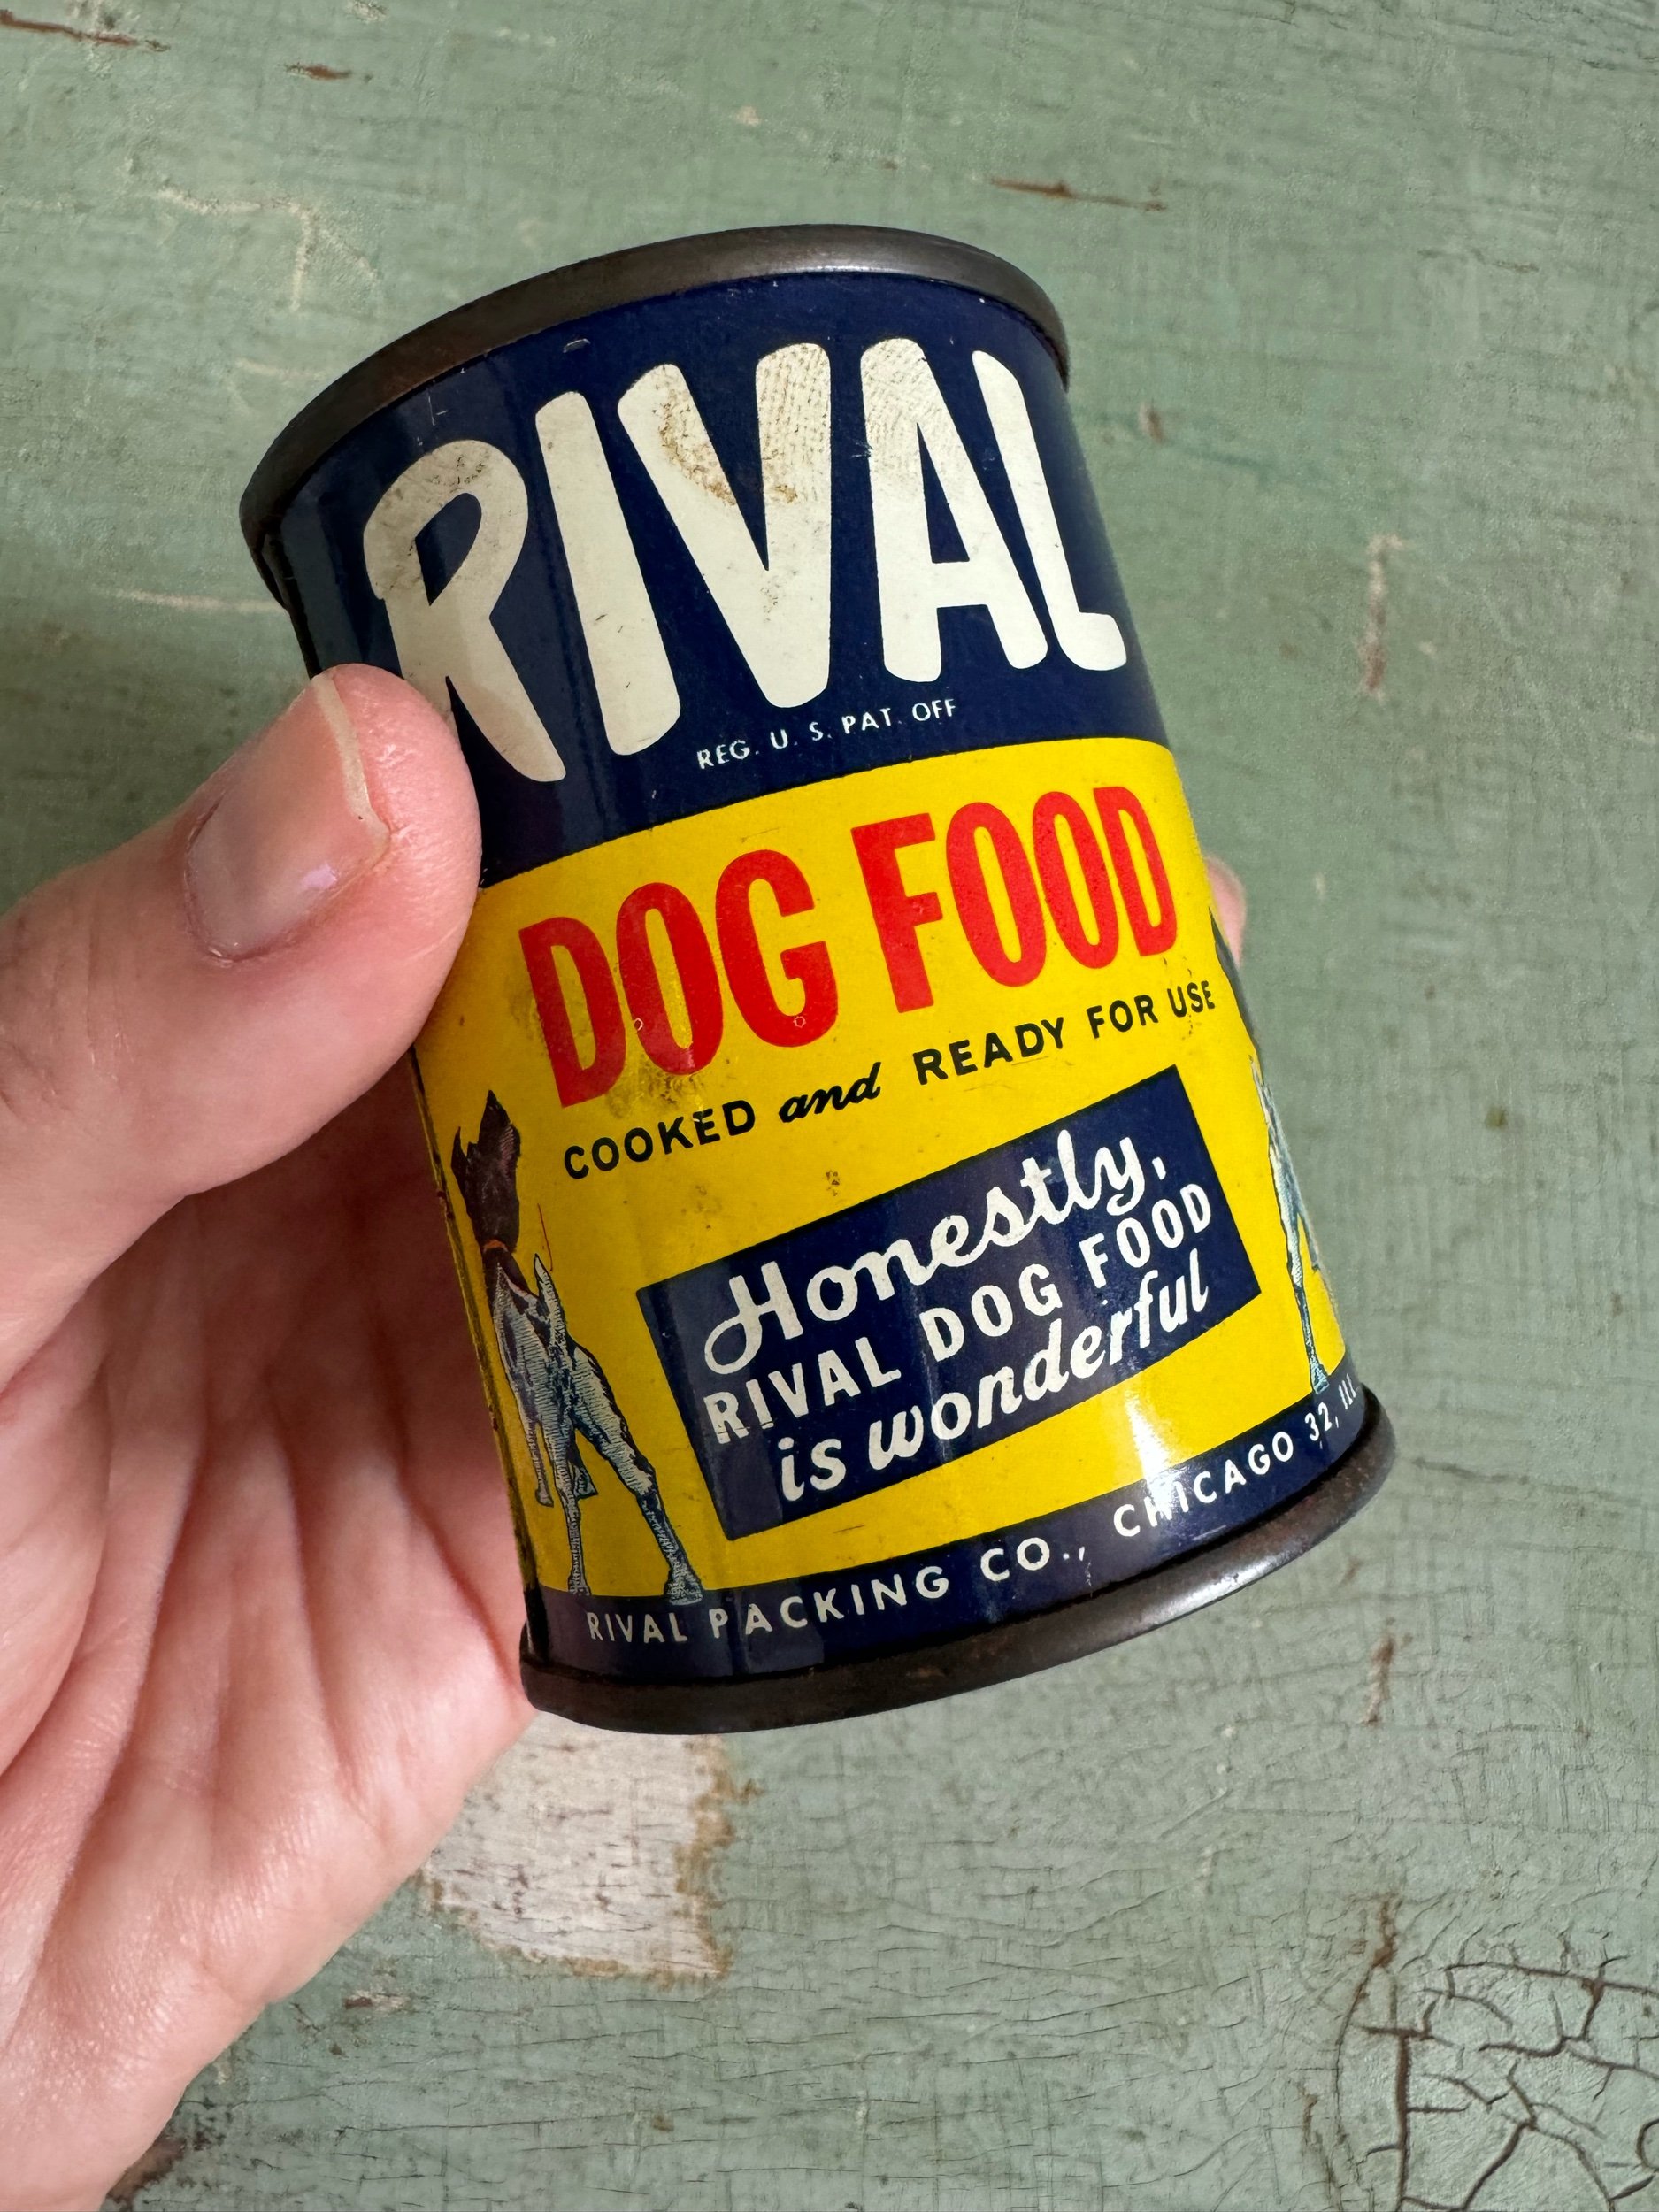 RIVAL
REG. U. S. PAT. OFF
DOG FOOD
COOKED and READY FOR USE
Honestly,
RIVAL DOG FOOD
is wonderful
RIVAL PACKING CO., CHICAGO 32, ILL